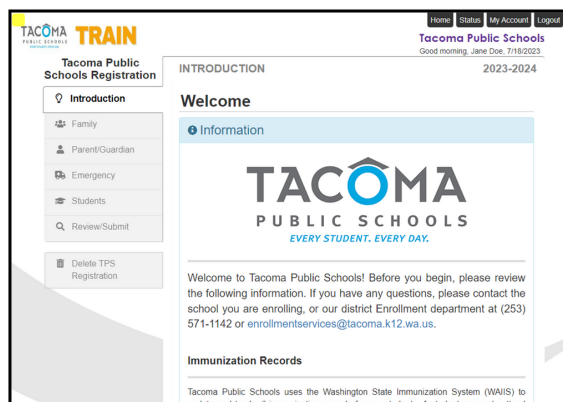 Home Status My Account Logout
TACOMA
PUBLIC SCHOOLS
TRAIN
Tacoma Public Schools
Good morning, Jane Doe, 7/18/2023
Tacoma Public
Schools Registration
Introduction
Family
Parent/Guardian
Emergency
Students
Review/Submit
Delete TPS
Registration
INTRODUCTION 2023-2024
Welcome
Information
TACOMA
PUBLIC SCHOOLS
EVERY STUDENT. EVERY DAY.
Welcome to Tacoma Public Schools! Before you begin, please review
the following information. If you have any questions, please contact the
school you are enrolling, or our district Enrollment department at (253)
571-1142 or enrollmentservices@tacoma.k12.wa.us.
Immunization Records
Tacoma Public Schools uses the Washington State Immunization System (WAIIS) to